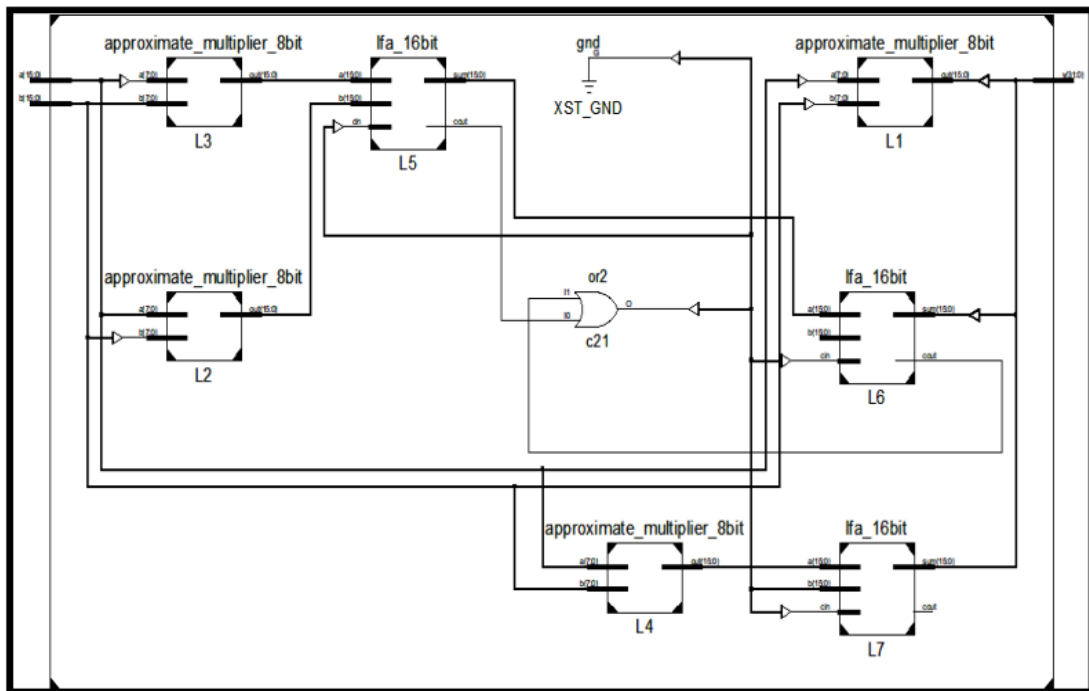 approximate_multiplier_8bit
lfa_16bit
gnd
approximate_multiplier_8bit
a(15:0)
a(7:0)
out(15:0)
a(15:0)
sum(15:0)
G
a(7:0)
out(15:0)
y(31:0)
b(15:0)
b(7:0)
b(15:0)
XST_GND
b(7:0)
cin
cout
L3
L5
L1
approximate_multiplier_8bit
or2
lfa_16bit
a(7:0)
out(15:0)
I1
O
a(15:0)
sum(15:0)
b(7:0)
I0
b(15:0)
L2
c21
cin
cout
L6
approximate_multiplier_8bit
lfa_16bit
a(7:0)
out(15:0)
a(15:0)
sum(15:0)
b(7:0)
b(15:0)
cin
cout
L4
L7